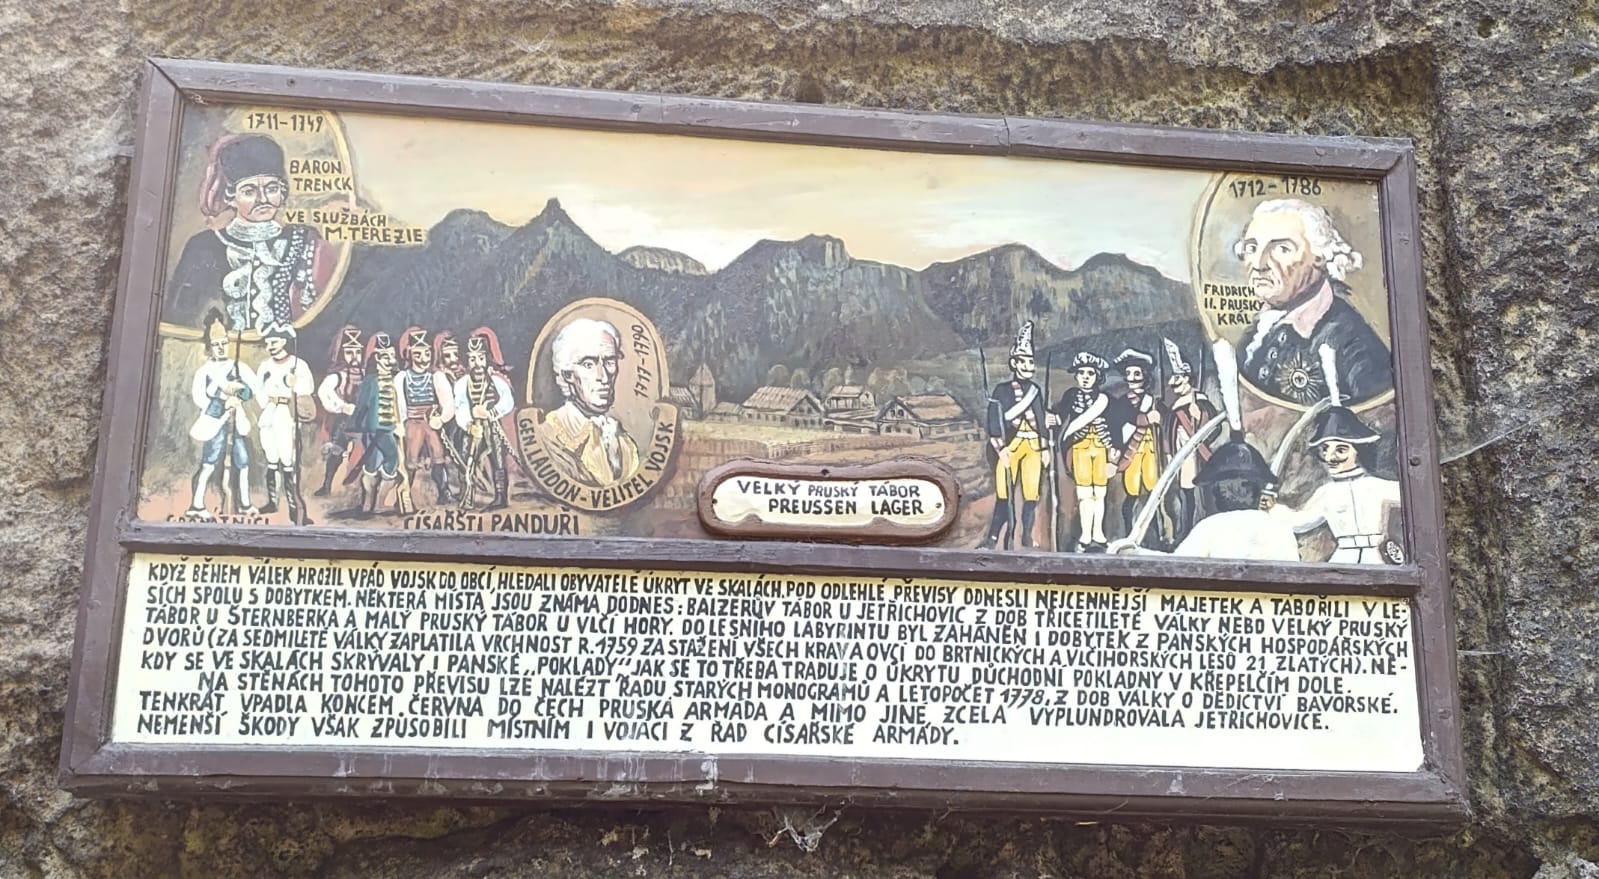 1711-1749
BARON
TRENCK
VE SLUŽBÁCH
M. TEREZIE
1712-1786
FRIDRICH
II. PRUSKÝ
KRÁL
1717-1790
GEN. LAUDON - VELITEL VOJSK
CÍSAŘŠTÍ PANDUŘI
VELKÝ PRUSKÝ TÁBOR
PREUSSEN LAGER
KDYŽ BĚHEM VÁLEK HROZIL VPÁD VOJSK DO OBCÍ, HLEDALI OBYVATELÉ ÚKRYT VE SKALÁCH. POD ODLEHLÉ PŘEVISY ODNESLI NEJCENNĚJŠÍ MAJETEK A TÁBOŘILI V LE-
SÍCH SPOLU S DOBYTKEM. NĚKTERÁ MÍSTA JSOU ZNÁMA DODNES: BALZERŮV TÁBOR U JETŘICHOVIC Z DOB TŘICETILETÉ VÁLKY NEBO VELKÝ PRUSKÝ
TÁBOR U ŠTERNBERKA A MALÝ PRUSKÝ TÁBOR U VLČÍ HORY. DO LESNÍHO LABYRINTU BYL ZAHÁNĚN I DOBYTEK Z PANSKÝCH HOSPODÁŘSKÝCH
DVORŮ (ZA SEDMILETÉ VÁLKY ZAPLATILA VRCHNOST R. 1759 ZA STAŽENÍ VŠECH KRAV A OVCÍ DO BRTNICKÝCH A VLČIHORSKÝCH LESŮ 21 ZLATÝCH). NĚ-
KDY SE VE SKALÁCH SKRÝVALY I PANSKÉ „POKLADY" JAK SE TO TŘEBA TRADUJE O ÚKRYTU DŮCHODNÍ POKLADNY V KŘEPELČÍM DOLE.
NA STĚNÁCH TOHOTO PŘEVISU LZE NALÉZT ŘADU STARÝCH MONOGRAMŮ A LETOPOČET 1778, Z DOB VÁLKY O DĚDICTVÍ BAVORSKÉ.
TENKRÁT VPADLA KONCEM ČERVNA DO ČECH PRUSKÁ ARMÁDA A MIMO JINÉ ZCELA VYPLUNDROVALA JETŘICHOVICE.
NEMENŠÍ ŠKODY VŠAK ZPŮSOBILI MÍSTNÍM I VOJÁCI Z ŘAD CÍSAŘSKÉ ARMÁDY.